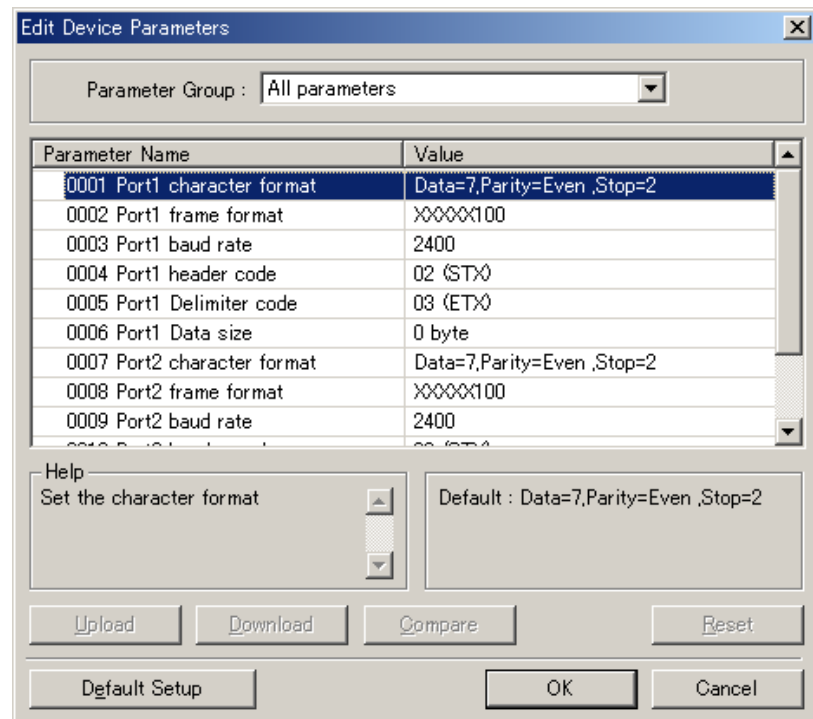 Edit Device Parameters
Parameter Group : All parameters
Parameter Name Value
0001 Port1 character format Data=7,Parity=Even ,Stop=2
0002 Port1 frame format XXXXX100
0003 Port1 baud rate 2400
0004 Port1 header code 02 (STX)
0005 Port1 Delimiter code 03 (ETX)
0006 Port1 Data size 0 byte
0007 Port2 character format Data=7,Parity=Even ,Stop=2
0008 Port2 frame format XXXXX100
0009 Port2 baud rate 2400
Help
Set the character format
Default : Data=7,Parity=Even ,Stop=2
Upload Download Compare Reset
Default Setup OK Cancel